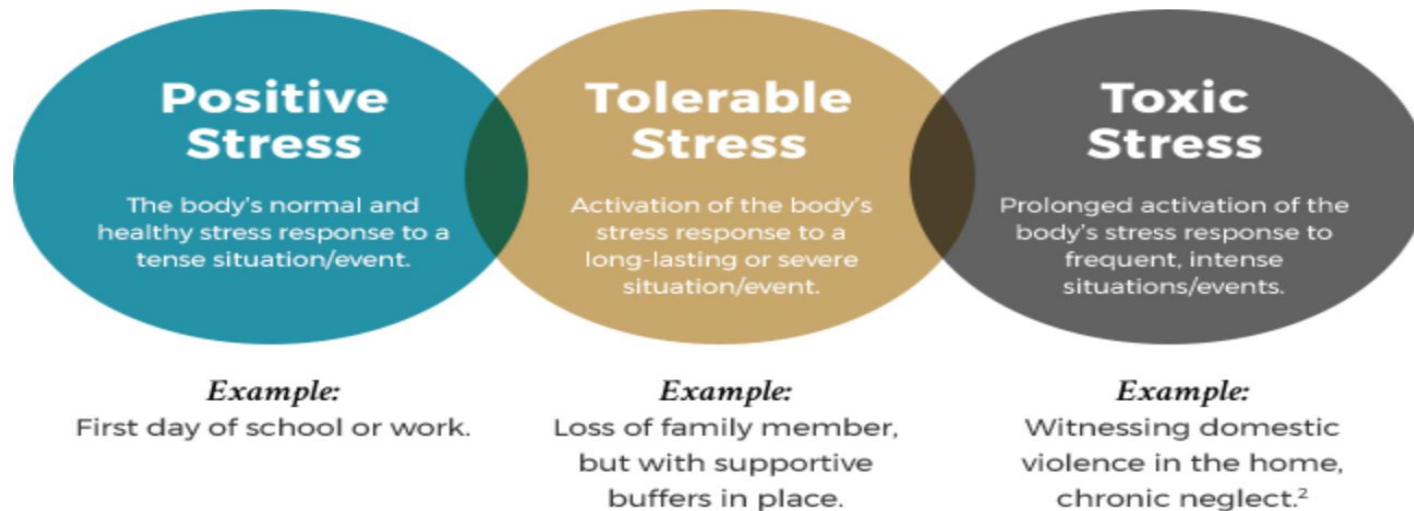 Positive
Stress
The body's normal and
healthy stress response to a
tense situation/event.
Example:
First day of school or work.
Tolerable
Stress
Activation of the body's
stress response to a
long-lasting or severe
situation/event.
Example:
Loss of family member,
but with supportive
buffers in place.
Toxic
Stress
Prolonged activation of the
body's stress response to
frequent, intense
situations/events.
Example:
Witnessing domestic
violence in the home,
chronic neglect.²